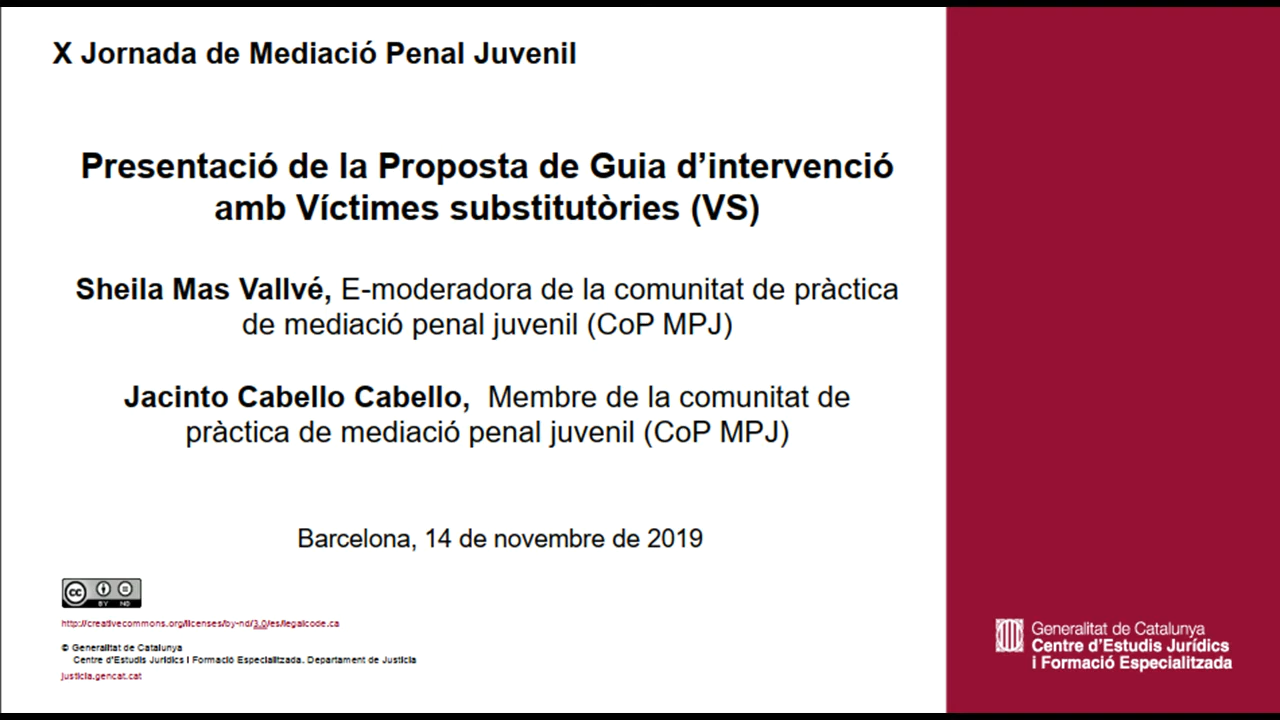 X Jornada de Mediació Penal Juvenil
Presentació de la Proposta de Guia d’intervenció
amb Víctimes substitutòries (VS)
Sheila Mas Vallvé, E-moderadora de la comunitat de pràctica
de mediació penal juvenil (CoP MPJ)
Jacinto Cabello Cabello, Membre de la comunitat de
pràctica de mediació penal juvenil (CoP MPJ)
Barcelona, 14 de novembre de 2019
cc
BY ND
http://creativecommons.org/licenses/by-nd/3.0/es/legalcode.ca
© Generalitat de Catalunya
Centre d'Estudis Jurídics i Formació Especialitzada. Departament de Justícia
justicia.gencat.cat
Generalitat de Catalunya
Centre d’Estudis Jurídics
i Formació Especialitzada